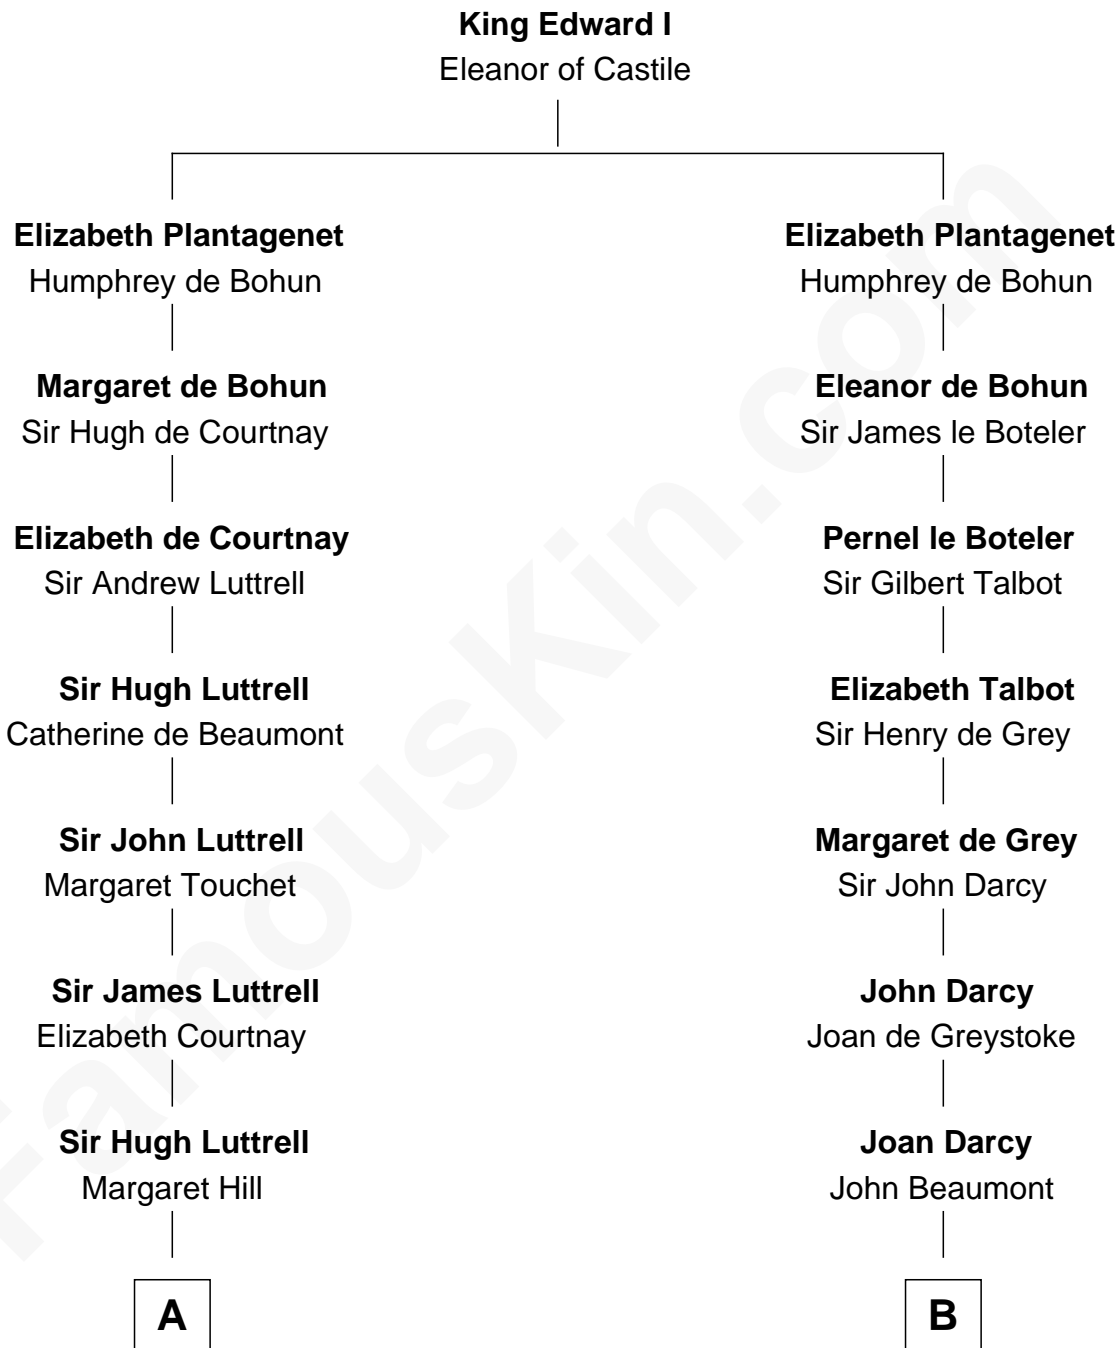 King Edward I
Eleanor of Castile
Elizabeth Plantagenet
Humphrey de Bohun
Margaret de Bohun
Sir Hugh de Courtnay
Elizabeth de Courtnay
Sir Andrew Luttrell
Sir Hugh Luttrell
Catherine de Beaumont
Sir John Luttrell
Margaret Touchet
Sir James Luttrell
Elizabeth Courtnay
Sir Hugh Luttrell
Margaret Hill
A
Elizabeth Plantagenet
Humphrey de Bohun
Eleanor de Bohun
Sir James le Boteler
Pernel le Boteler
Sir Gilbert Talbot
Elizabeth Talbot
Sir Henry de Grey
Margaret de Grey
Sir John Darcy
John Darcy
Joan de Greystoke
Joan Darcy
John Beaumont
B
FamousKin.com